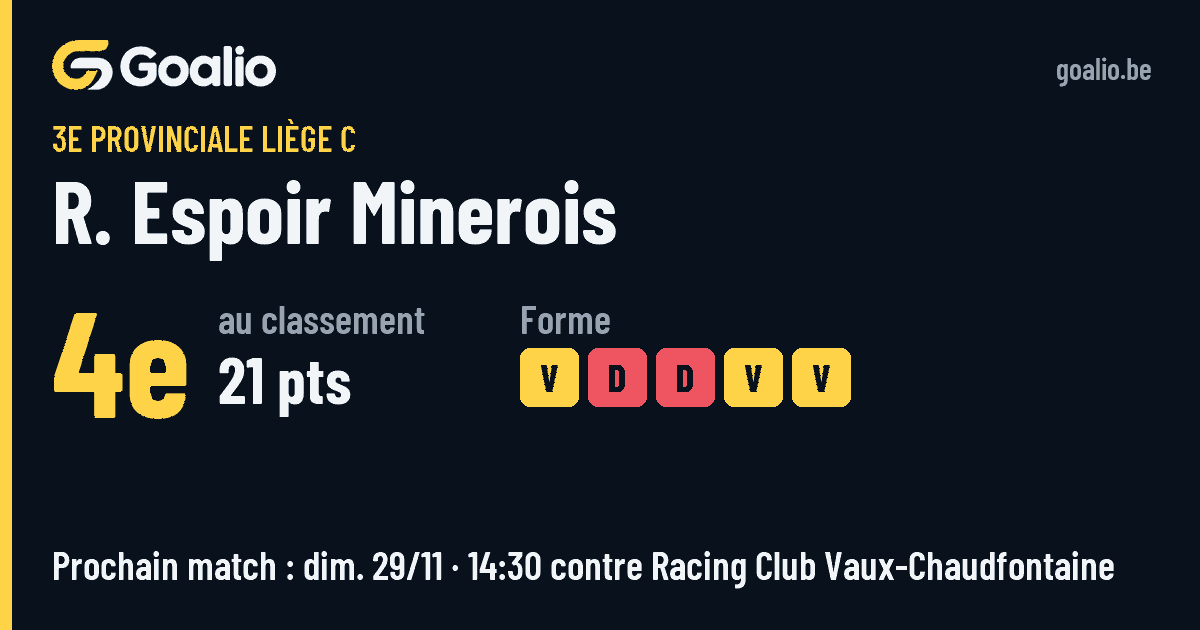 Goalio
goalio.be
3E PROVINCIALE LIÈGE C
R. Espoir Minerois
4e
au classement
21 pts
Forme
V D D V V
Prochain match : dim. 29/11 · 14:30 contre Racing Club Vaux-Chaudfontaine